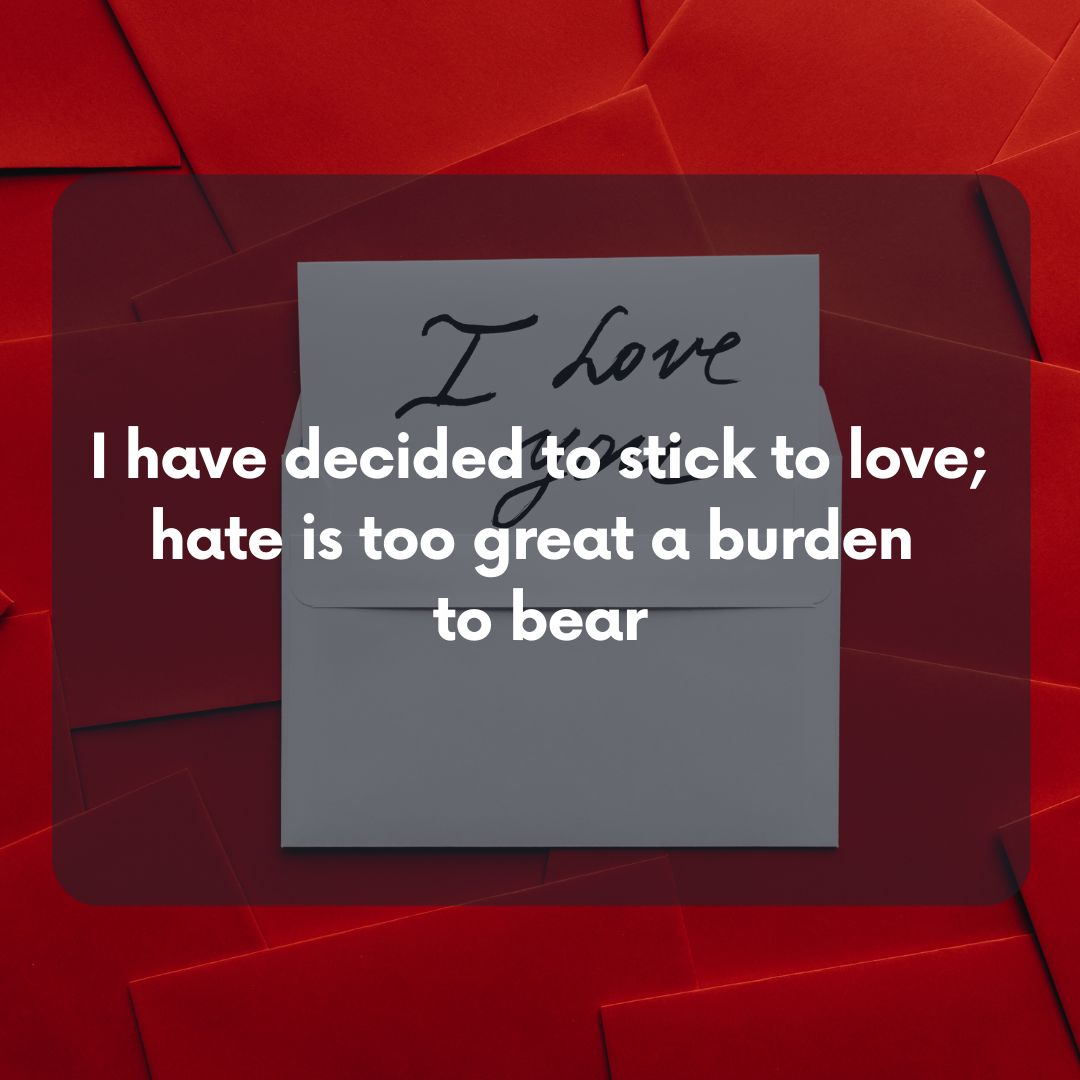 I Love
you
I have decided to stick to love;
hate is too great a burden
to bear